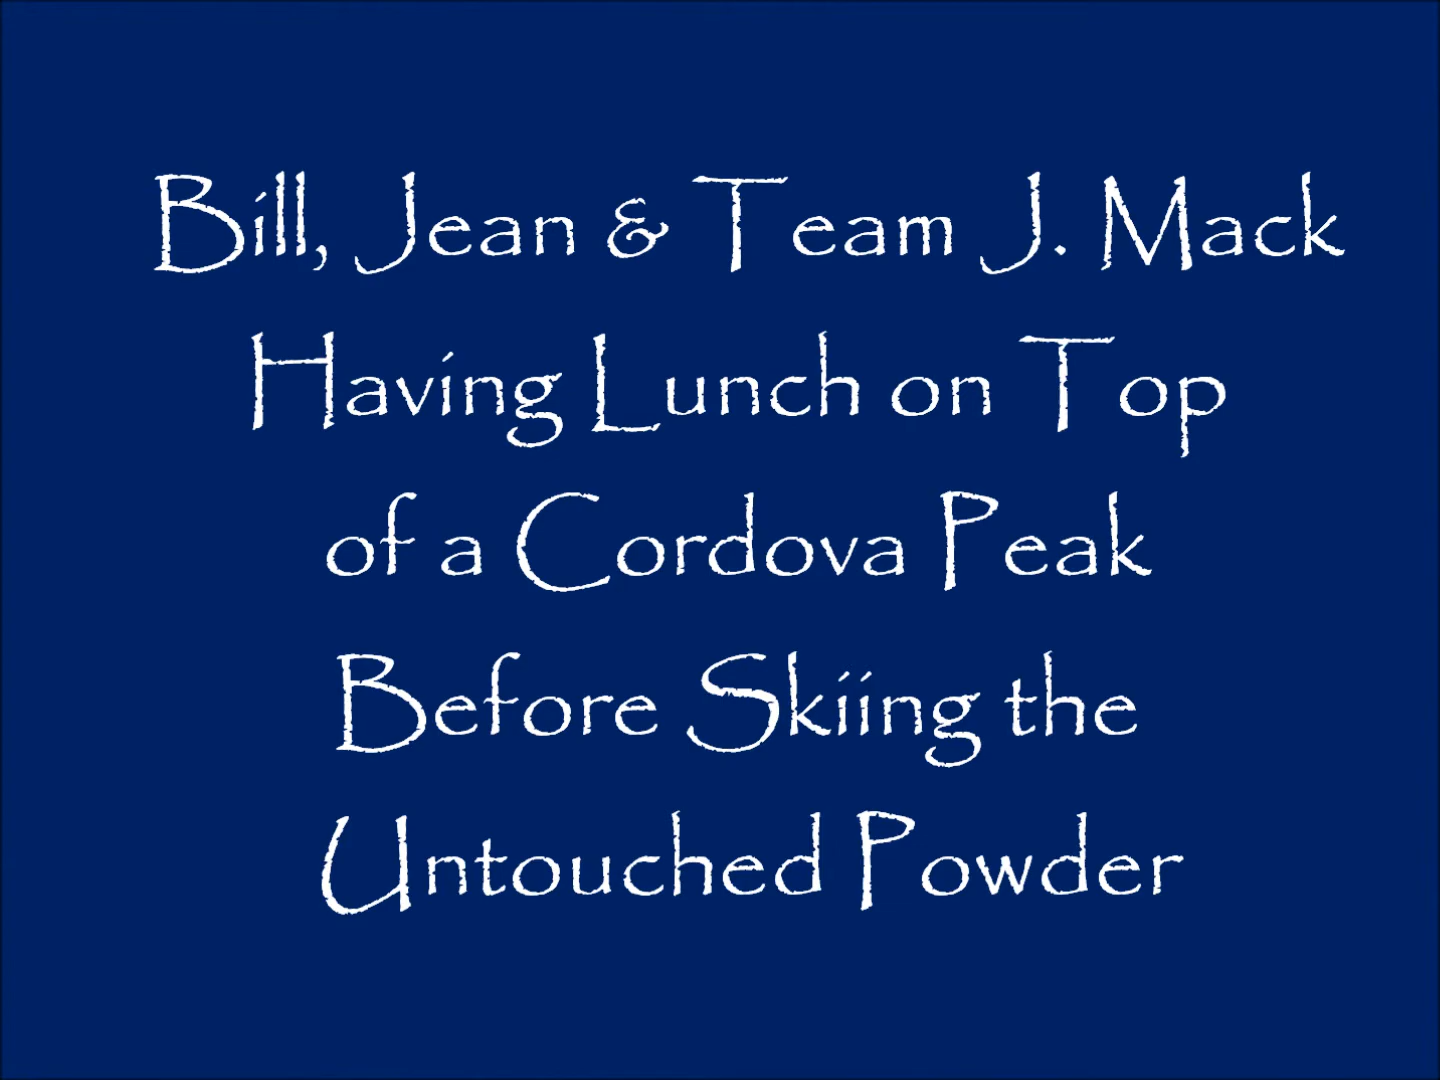 Bill, Jean & Team J. Mack
Having Lunch on Top
of a Cordova Peak
Before Skiing the
Untouched Powder